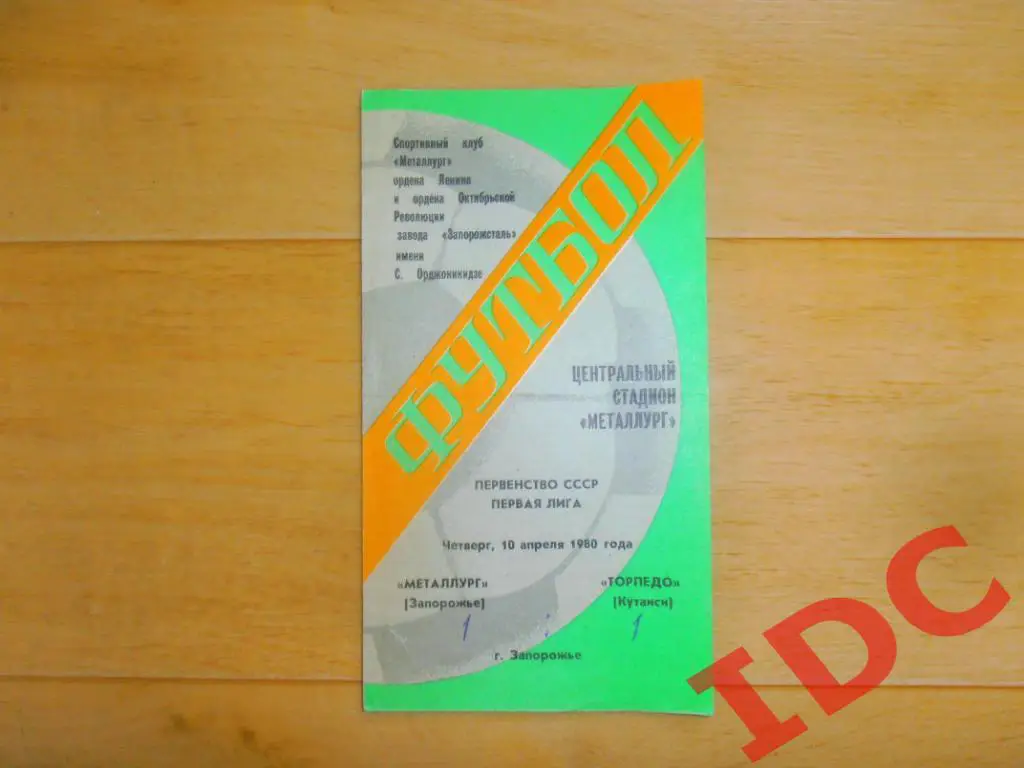 Спортивный клуб
«Металлург»
ордена Ленина
и ордена Октябрьской
Революции
завода «Запорожсталь»
имени
С. Орджоникидзе
ФУТБОЛ
ЦЕНТРАЛЬНЫЙ
СТАДИОН
«МЕТАЛЛУРГ»
ПЕРВЕНСТВО СССР
ПЕРВАЯ ЛИГА
Четверг, 10 апреля 1980 года
«МЕТАЛЛУРГ» «ТОРПЕДО»
(Запорожье) (Кутаиси)
1 : 1
г. Запорожье
IDC